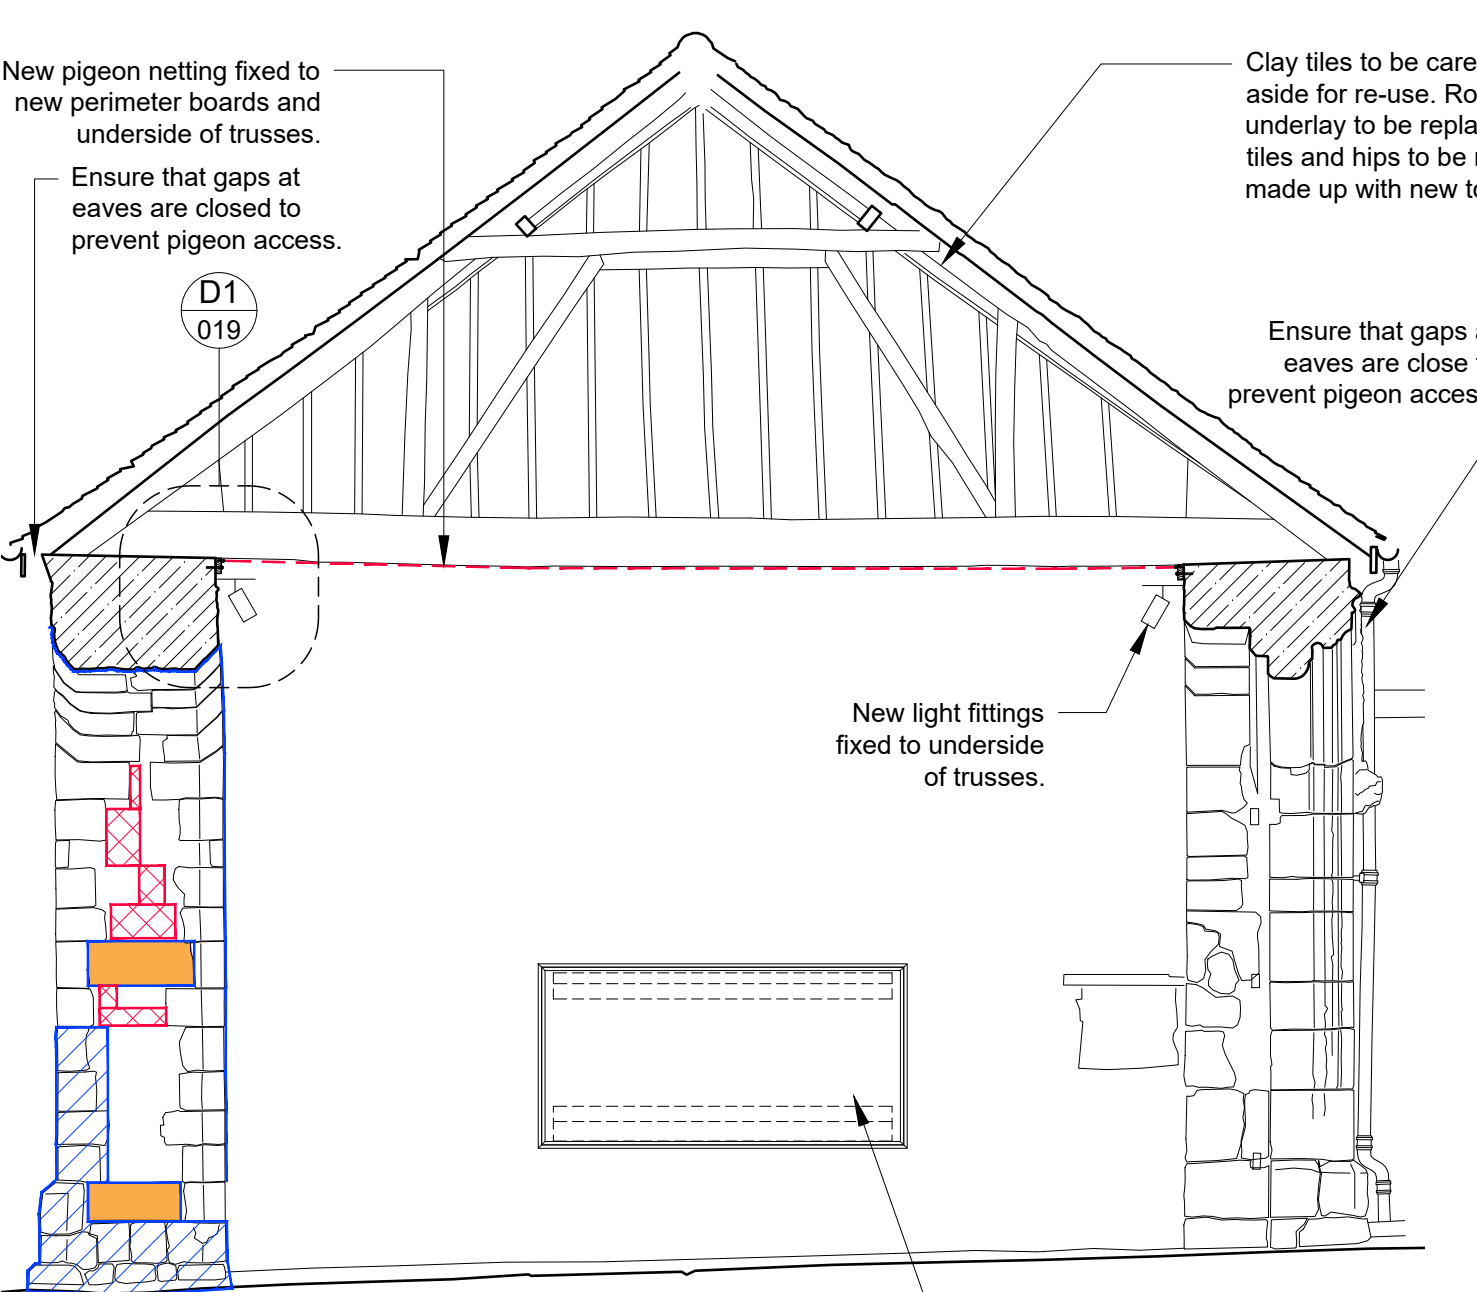 New pigeon netting fixed to
new perimeter boards and
underside of trusses.
Ensure that gaps at
eaves are closed to
prevent pigeon access.
D1
019
Clay tiles to be care
aside for re-use. Ro
underlay to be repla
tiles and hips to be
made up with new
Ensure that gaps
eaves are close
prevent pigeon acces
New light fittings
fixed to underside
of trusses.